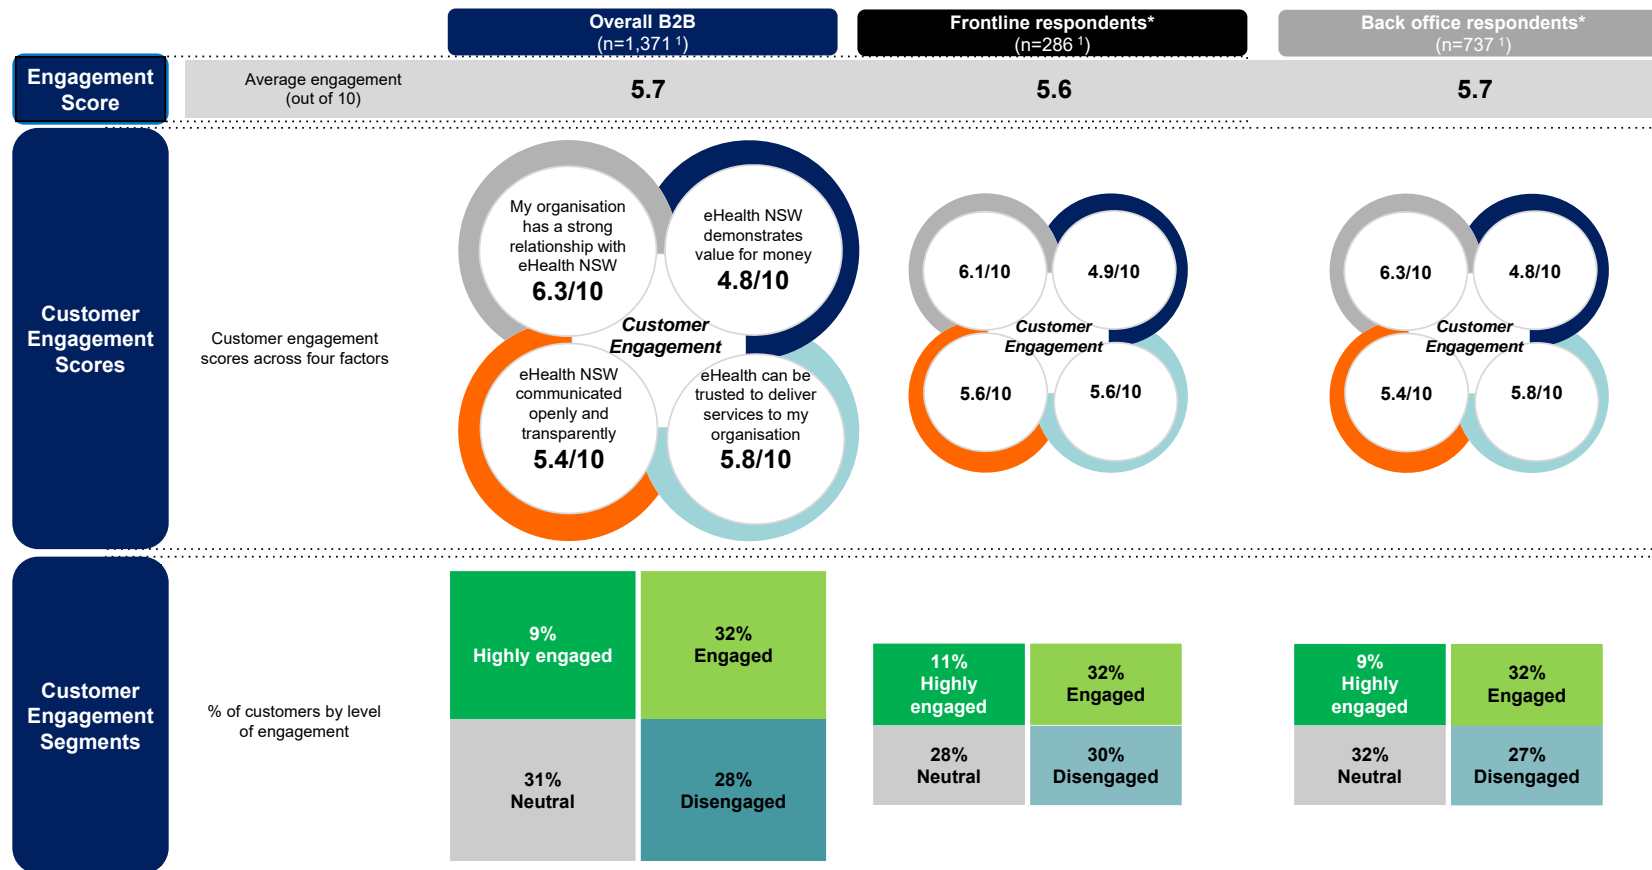 Overall B2B
(n=1,371 ¹)
Frontline respondents*
(n=286 ¹)
Back office respondents*
(n=737 ¹)
Engagement
Score
Average engagement
(out of 10)
5.7
5.6
5.7
Customer
Engagement
Scores
Customer engagement
scores across four factors
My organisation
has a strong
relationship with
eHealth NSW
6.3/10
eHealth NSW
demonstrates
value for money
4.8/10
Customer
Engagement
eHealth NSW
communicated
openly and
transparently
5.4/10
eHealth can be
trusted to deliver
services to my
organisation
5.8/10
6.1/10
4.9/10
Customer
Engagement
5.6/10
5.6/10
6.3/10
4.8/10
Customer
Engagement
5.4/10
5.8/10
Customer
Engagement
Segments
% of customers by level
of engagement
9%
Highly engaged
32%
Engaged
31%
Neutral
28%
Disengaged
11%
Highly
engaged
32%
Engaged
28%
Neutral
30%
Disengaged
9%
Highly
engaged
32%
Engaged
32%
Neutral
27%
Disengaged